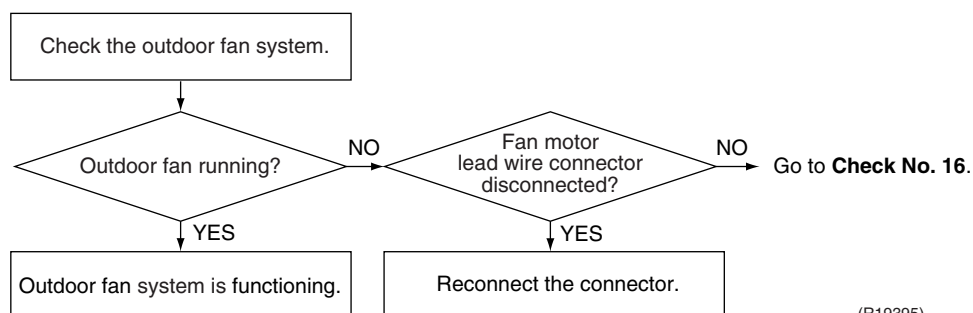 Check the outdoor fan system.
Outdoor fan running?
NO
Fan motor
lead wire connector
disconnected?
NO
Go to Check No. 16.
YES
YES
Outdoor fan system is functioning.
Reconnect the connector.
(R19395)